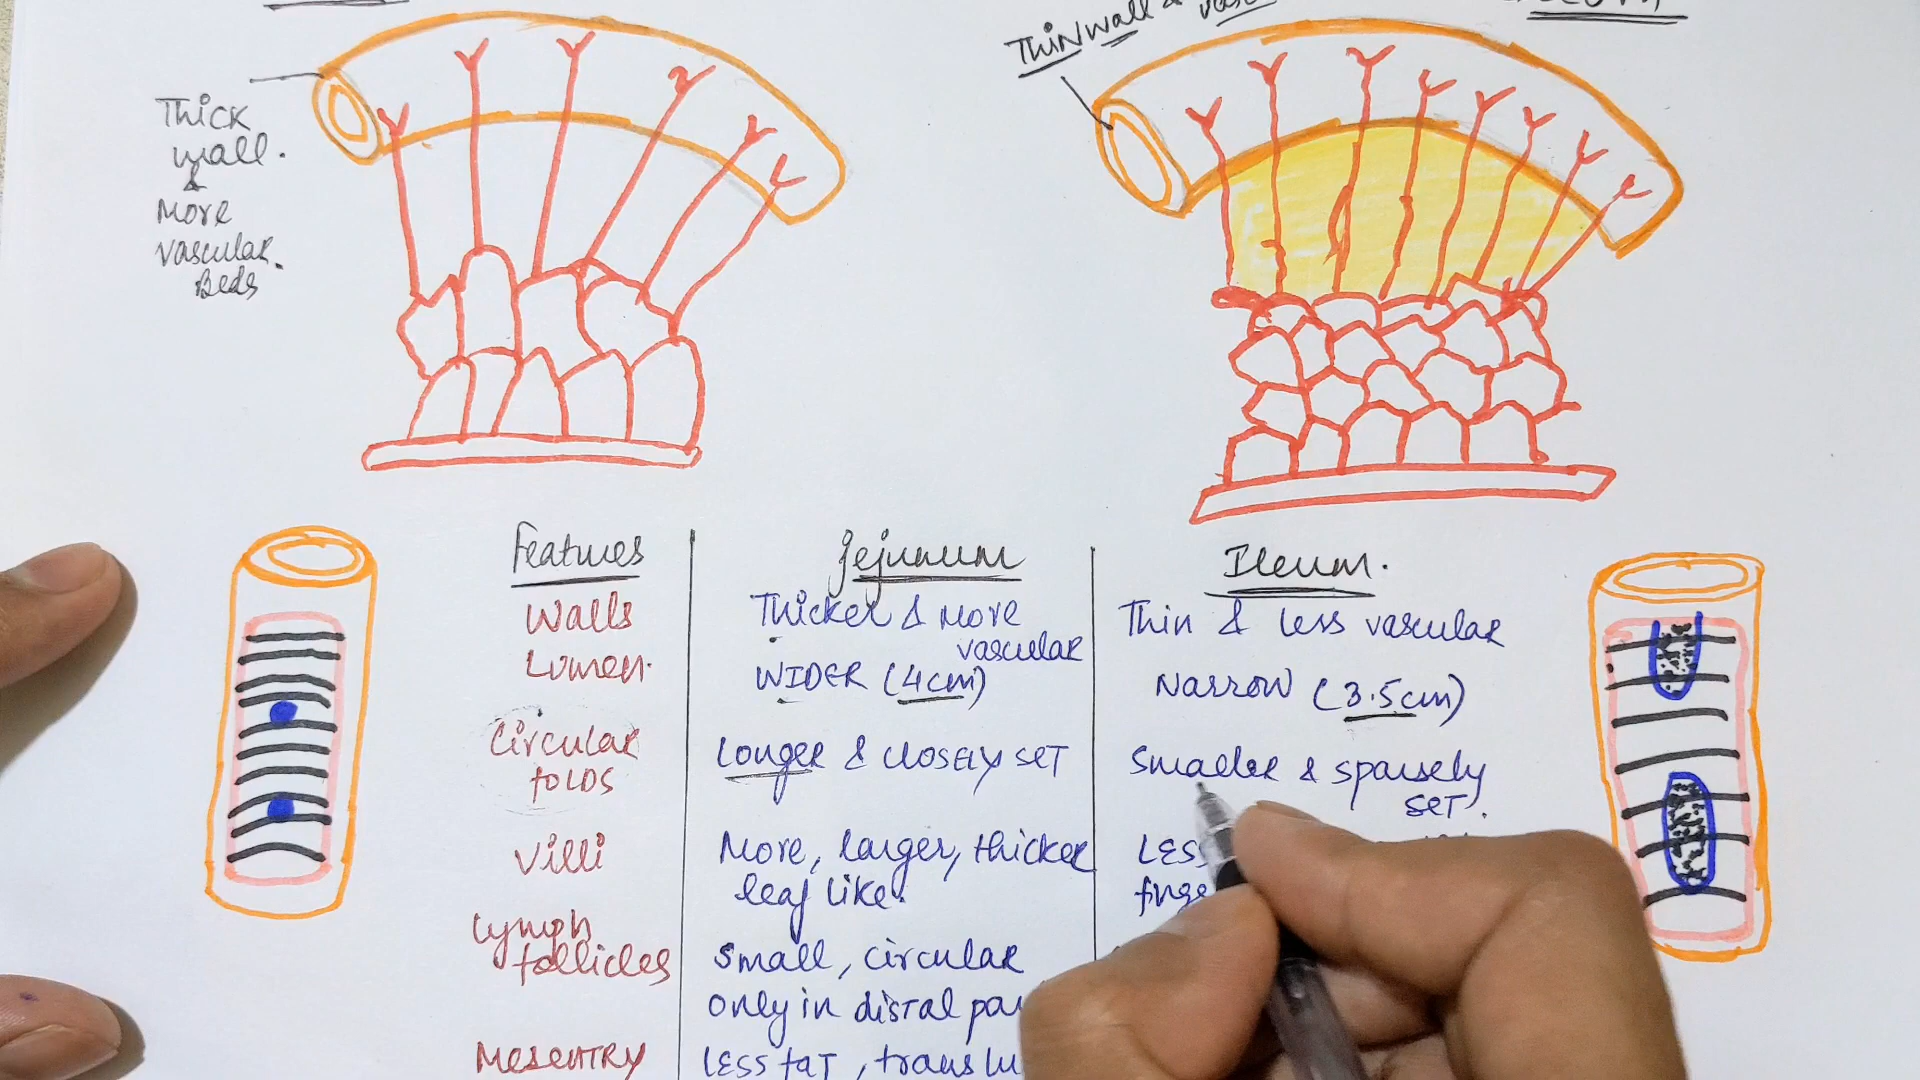 Thin wall &
Thick
wall.
&
More
vascular
Beds
Features
Jejunum
Ileum.
Walls
Thicker & More
vascular
Thin & less vascular
Lumen.
WIDER (4cm)
Narrow (3.5cm)
Circular
folds
Longer & closely set
Smaller & sparsely
set.
Villi
More, larger, thicker
leaf like.
Less
Lymph
follicles
Small, circular
only in distal
Mesentry
Less fat,